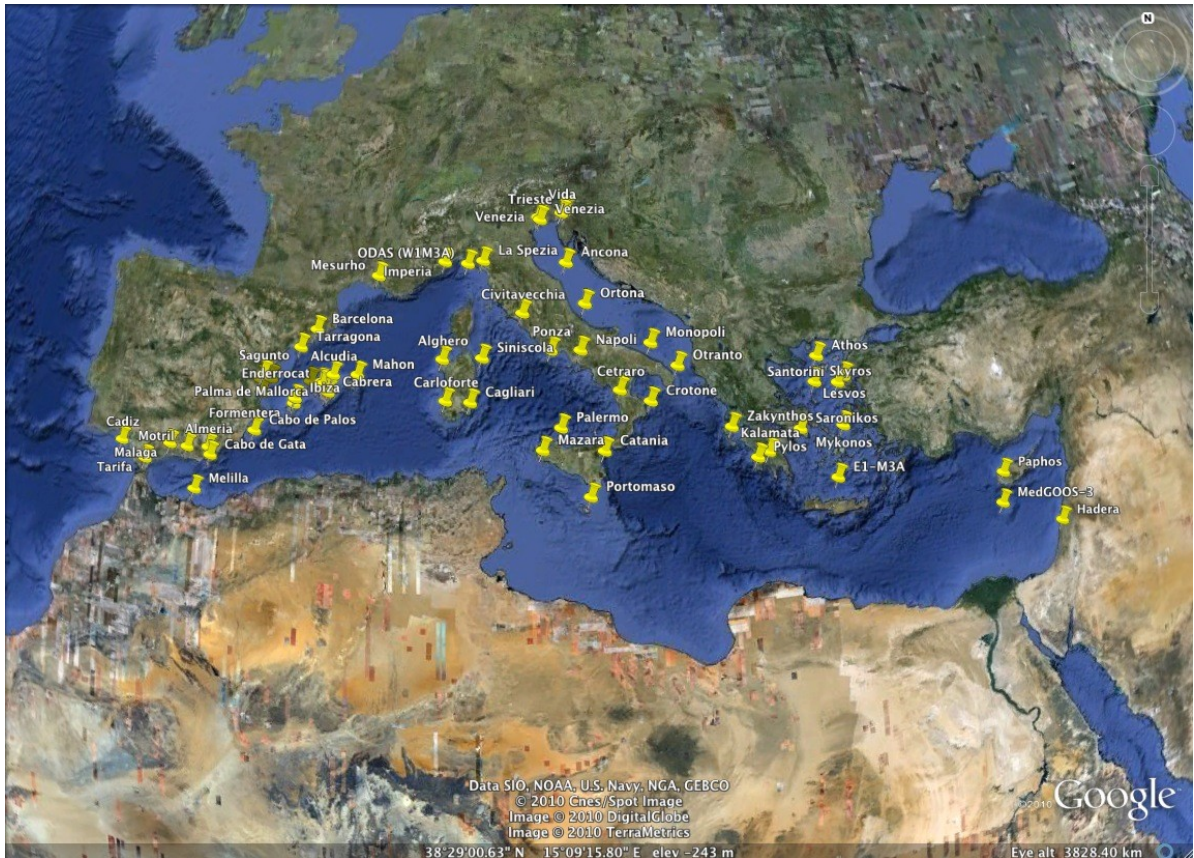 N
Vida
Trieste
Venezia
Venezia
ODAS (W1M3A)
La Spezia
Ancona
Mesurho
Imperia
Civitavecchia
Ortona
Barcelona
Tarragona
Ponza
Napoli
Monopoli
Alghero
Siniscola
Otranto
Athos
Sagunto
Alcudia
Mahon
Enderrocat
Cabrera
Ibiza
Palma de Mallorca
Santorini
Skyros
Lesvos
Carloforte
Cagliari
Cetraro
Crotone
Formentera
Cabo de Palos
Cadiz
Motril
Almeria
Palermo
Zakynthos
Saronikos
Malaga
Cabo de Gata
Mazara
Catania
Kalamata
Mykonos
Pylos
Tarifa
E1-M3A
Paphos
Melilla
Portomaso
MedGOOS-3
Hadera
Data SIO, NOAA, U.S. Navy, NGA, GEBCO
© 2010 Cnes/Spot Image
Image © 2010 DigitalGlobe
Image © 2010 TerraMetrics
©2010 Google
38°29'00.63" N 15°09'15.80" E elev -243 m
Eye alt 3828.40 km